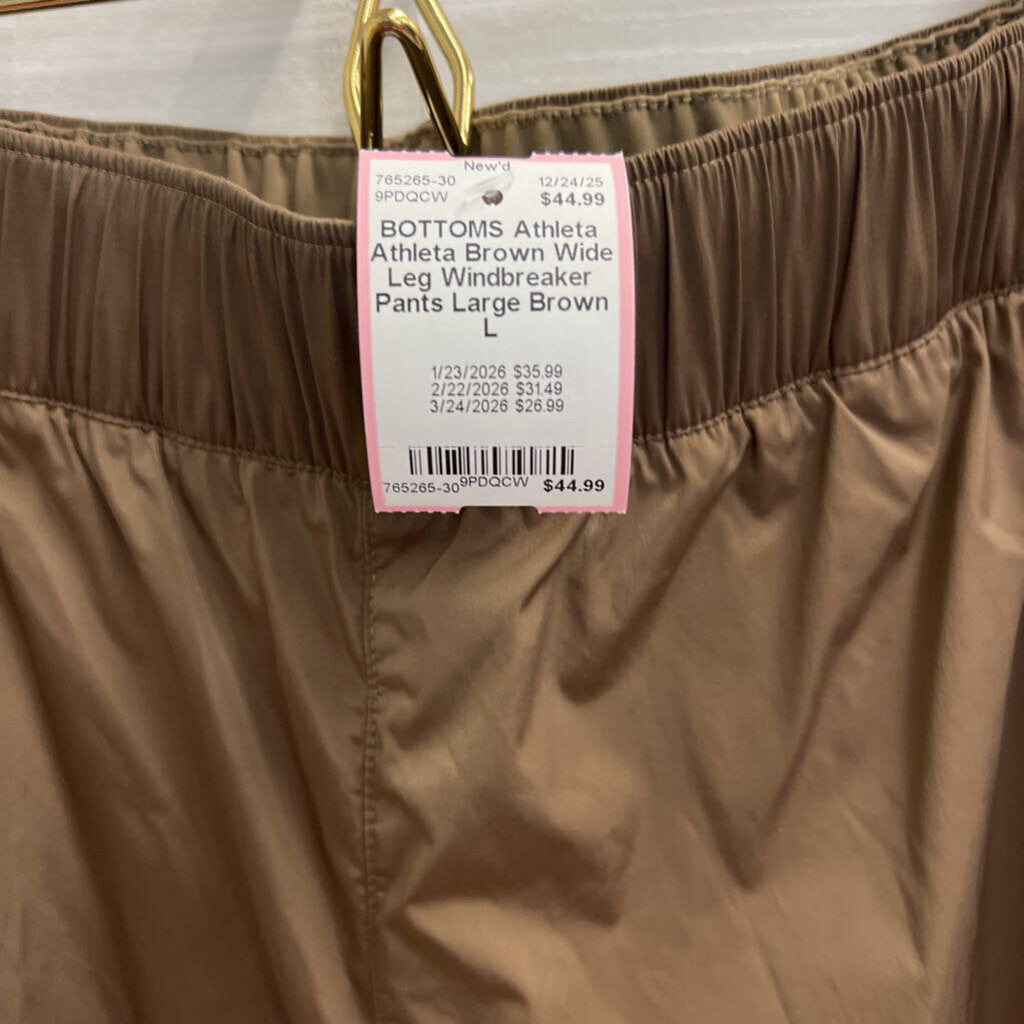 New'd
765265-30 12/24/25
9PDQCW $44.99
BOTTOMS Athleta
Athleta Brown Wide
Leg Windbreaker
Pants Large Brown
L
1/23/2026 $35.99
2/22/2026 $31.49
3/24/2026 $26.99
765265-30 9PDQCW $44.99